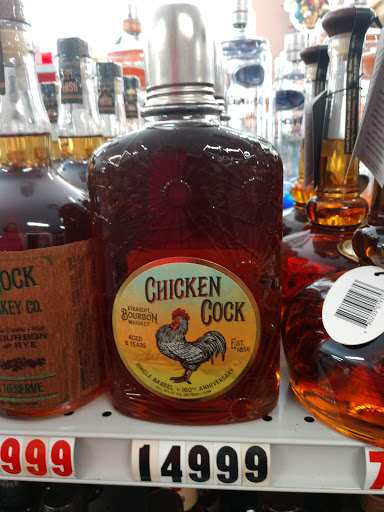 CHICKEN
COCK
STRAIGHT
BOURBON
WHISKEY
AGED
8 YEARS
EST.
1856
SINGLE BARREL • 160TH ANNIVERSARY
OCK
KEY CO.
BOURBON
RYE
RESERVE
999
14999
7